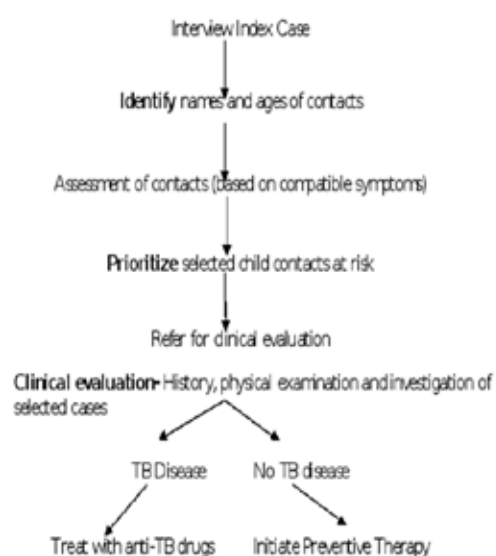 Interview Index Case
Identify names and ages of contacts
Assessment of contacts (based on compatible symptoms)
Prioritize selected child contacts at risk
Refer for clinical evaluation
Clinical evaluation- History, physical examination and investigation of
selected cases
TB Disease No TB disease
Treat with anti-TB drugs Initiate Preventive Therapy